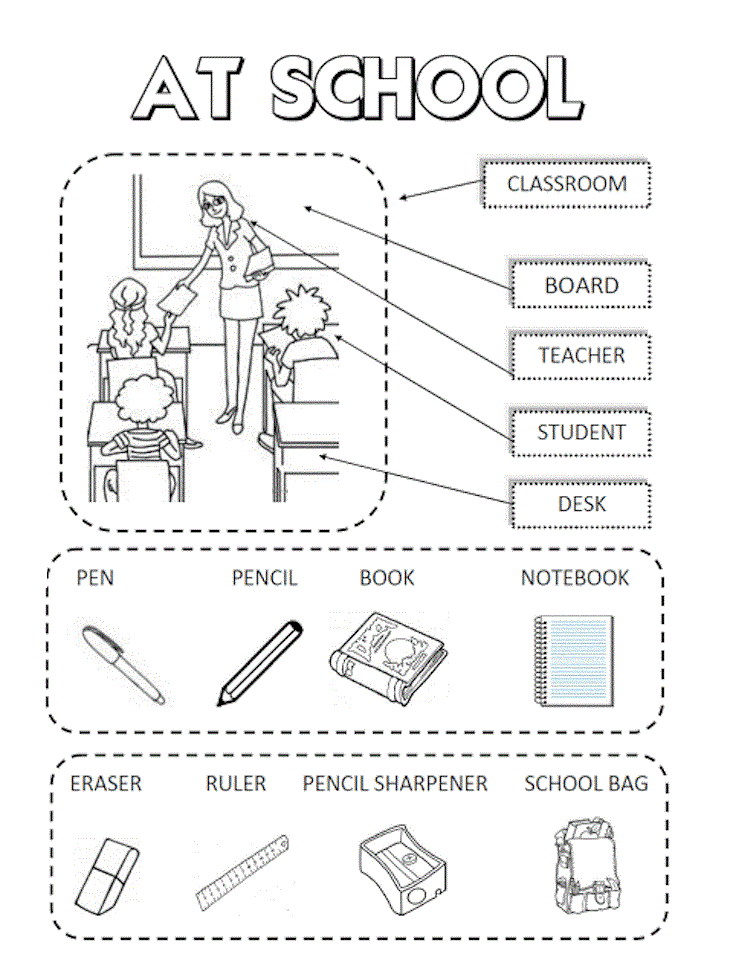 AT SCHOOL
CLASSROOM
BOARD
TEACHER
STUDENT
DESK
PEN PENCIL BOOK NOTEBOOK
ERASER RULER PENCIL SHARPENER SCHOOL BAG